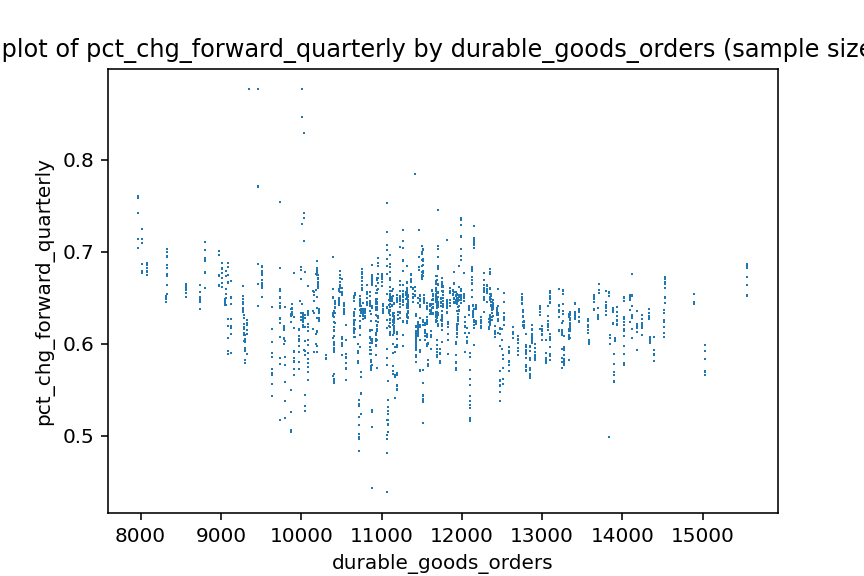 plot of pct_chg_forward_quarterly by durable_goods_orders (sample size
pct_chg_forward_quarterly
0.8
0.7
0.6
0.5
8000 9000 10000 11000 12000 13000 14000 15000
durable_goods_orders